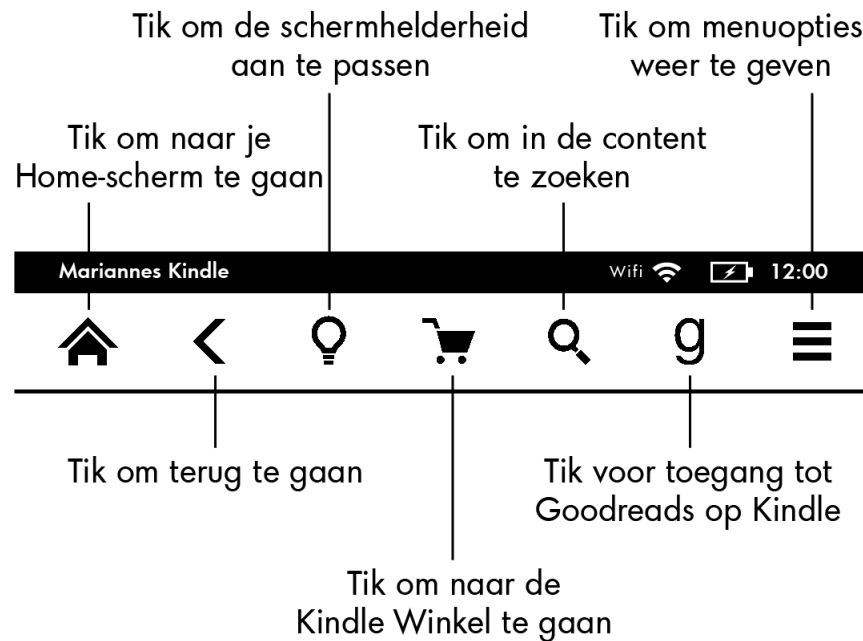 Tik om de schermhelderheid
aan te passen
Tik om menuopties
weer te geven
Tik om naar je
Home-scherm te gaan
Tik om in de content
te zoeken
Mariannes Kindle
Wifi
12:00
g
Tik om terug te gaan
Tik voor toegang tot
Goodreads op Kindle
Tik om naar de
Kindle Winkel te gaan